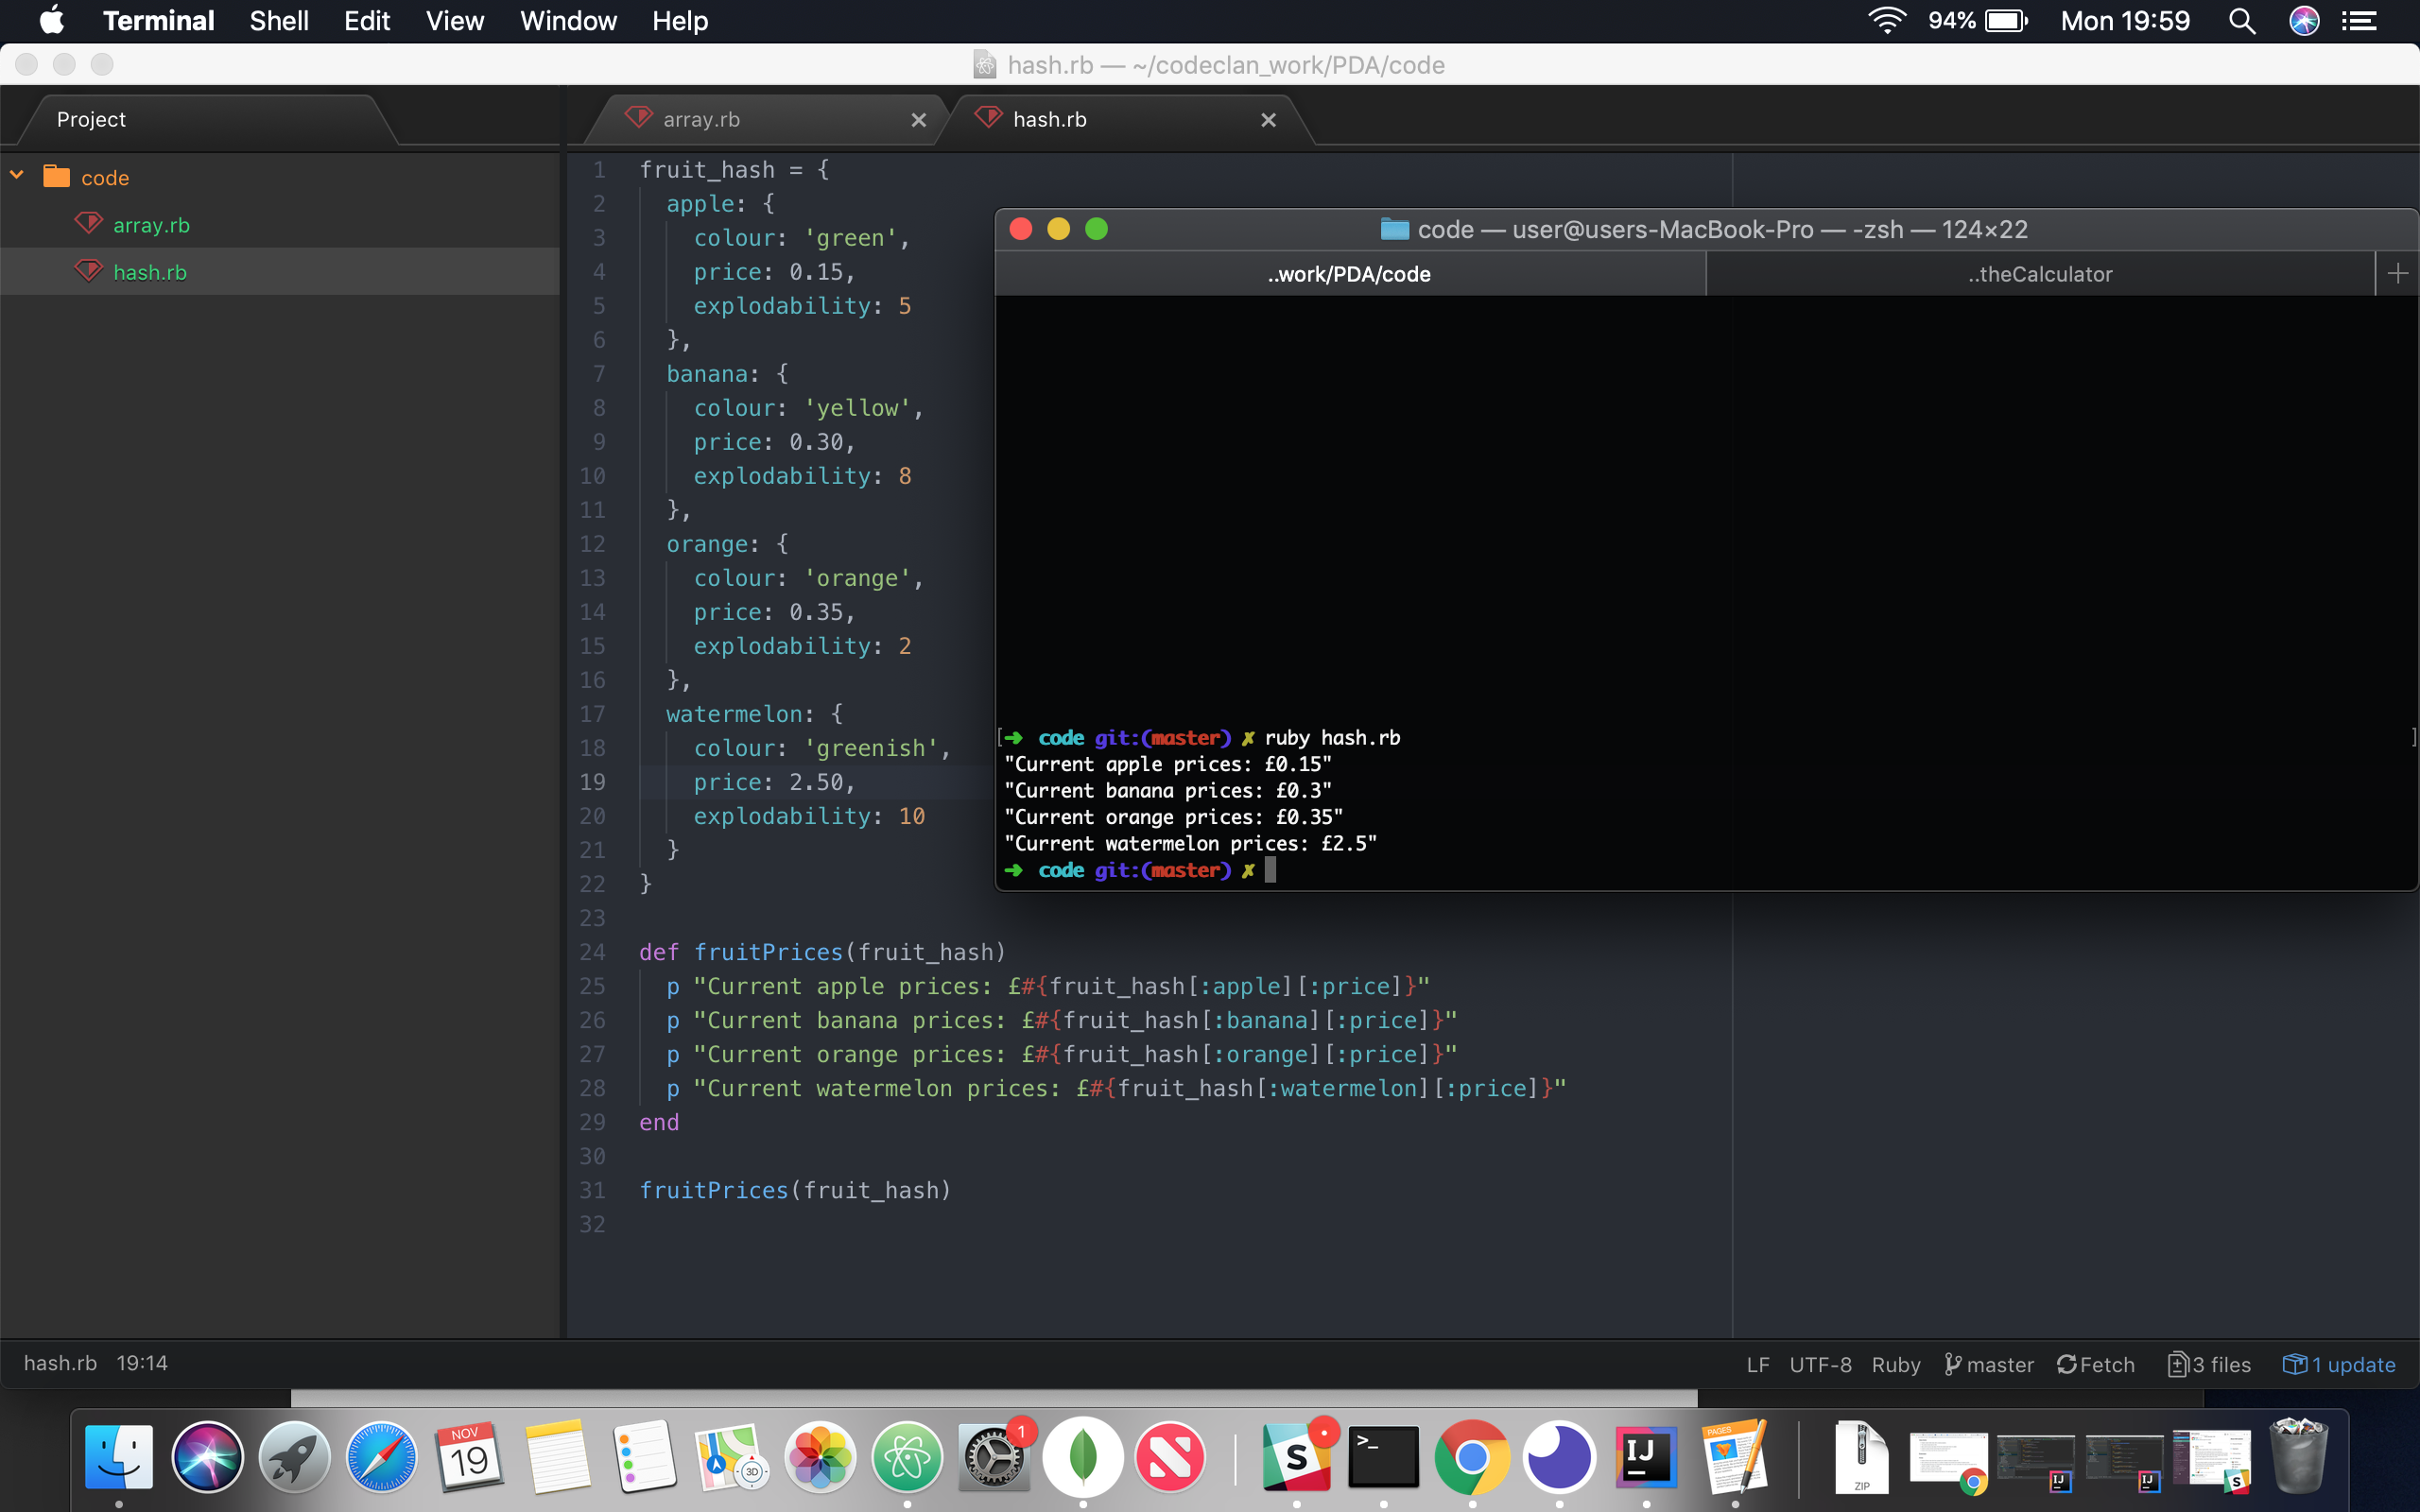 Terminal Shell Edit View Window Help 94% Mon 19:59
hash.rb — ~/codeclan_work/PDA/code
Project
array.rb
hash.rb
code
array.rb
hash.rb
1 fruit_hash = {
2 apple: {
3 colour: 'green',
4 price: 0.15,
5 explodability: 5
6 },
7 banana: {
8 colour: 'yellow',
9 price: 0.30,
10 explodability: 8
11 },
12 orange: {
13 colour: 'orange',
14 price: 0.35,
15 explodability: 2
16 },
17 watermelon: {
18 colour: 'greenish',
19 price: 2.50,
20 explodability: 10
21 }
22 }
23
24 def fruitPrices(fruit_hash)
25 p "Current apple prices: £#{fruit_hash[:apple][:price]}"
26 p "Current banana prices: £#{fruit_hash[:banana][:price]}"
27 p "Current orange prices: £#{fruit_hash[:orange][:price]}"
28 p "Current watermelon prices: £#{fruit_hash[:watermelon][:price]}"
29 end
30
31 fruitPrices(fruit_hash)
32
code — user@users-MacBook-Pro — -zsh — 124×22
..work/PDA/code
..theCalculator
[➜ code git:(master) ✗ ruby hash.rb ]
"Current apple prices: £0.15"
"Current banana prices: £0.3"
"Current orange prices: £0.35"
"Current watermelon prices: £2.5"
➜ code git:(master) ✗
hash.rb 19:14
LF UTF-8 Ruby master Fetch 3 files 1 update
NOV
19
3D
1
S
>_
IJ
PAGES
ZIP
IJ
IJ
S